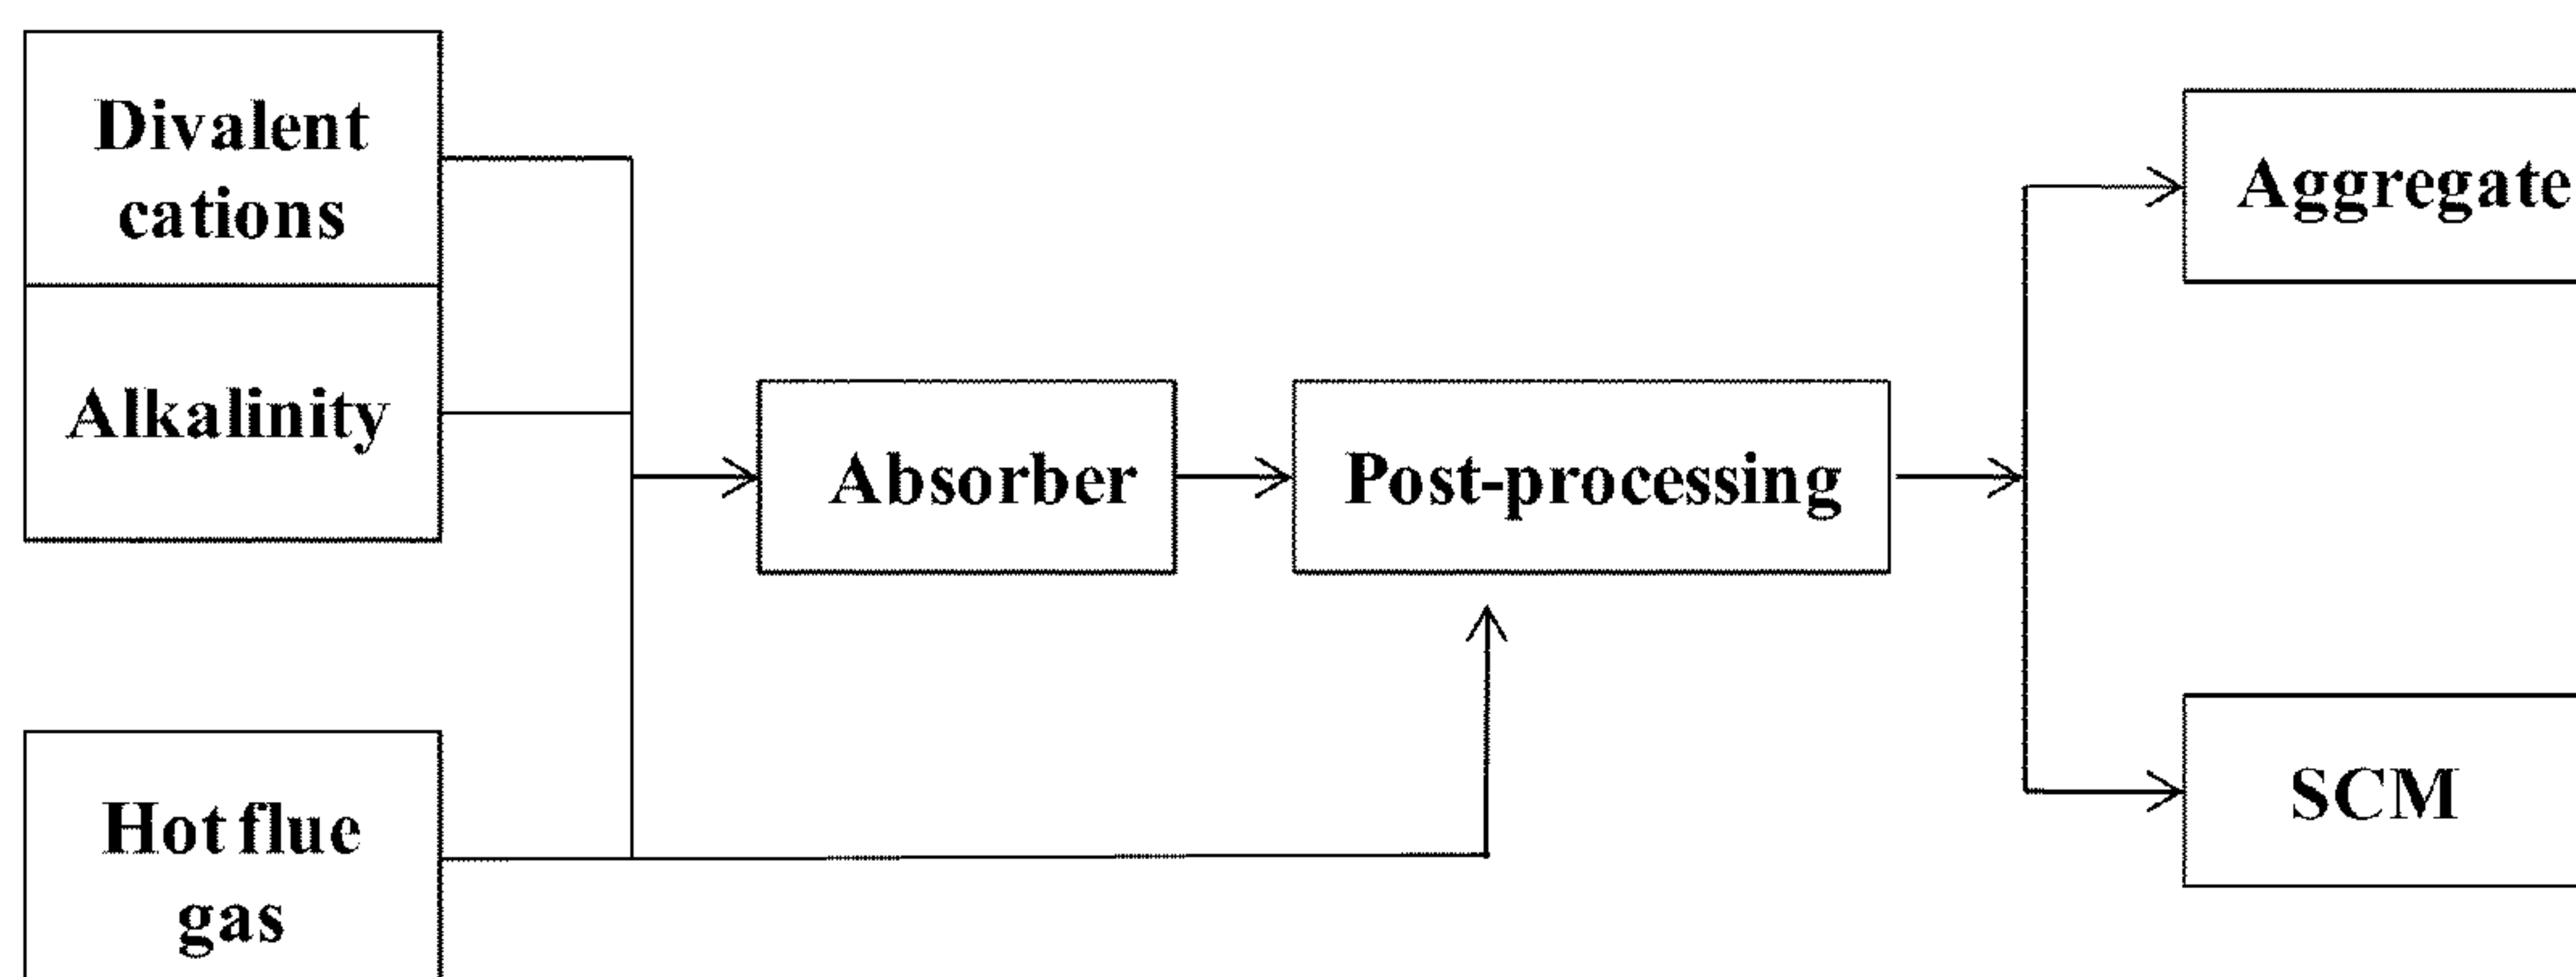 Divalent
cations
Alkalinity
Absorber
Post-processing
Aggregate
SCM
Hot flue
gas